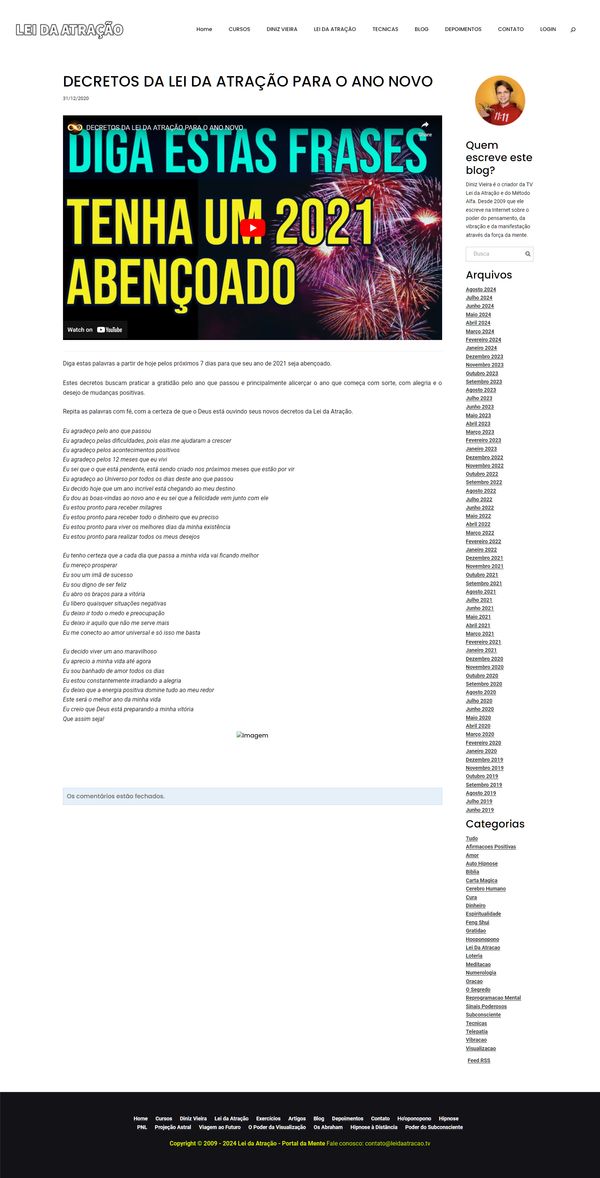 LEI DA ATRAÇÃO
Home CURSOS DINIZ VIEIRA LEI DA ATRAÇÃO TECNICAS BLOG DEPOIMENTOS CONTATO LOGIN
DECRETOS DA LEI DA ATRAÇÃO PARA O ANO NOVO
31/12/2020
DECRETOS DA LEI DA ATRAÇÃO PARA O ANO NOVO
Share
DIGA ESTAS FRASES
TENHA UM 2021
ABENÇOADO
Watch on YouTube
Diga estas palavras a partir de hoje pelos próximos 7 dias para que seu ano de 2021 seja abençoado.
Estes decretos buscam praticar a gratidão pelo ano que passou e principalmente alicerçar o ano que começa com sorte, com alegria e o
desejo de mudanças positivas.
Repita as palavras com fé, com a certeza de que o Deus está ouvindo seus novos decretos da Lei da Atração.
Eu agradeço pelo ano que passou
Eu agradeço pelas dificuldades, pois elas me ajudaram a crescer
Eu agradeço pelos acontecimentos positivos
Eu agradeço pelos 12 meses que eu vivi
Eu sei que o que está pendente, está sendo criado nos próximos meses que estão por vir
Eu agradeço ao Universo por todos os dias deste ano que passou
Eu decido hoje que um ano incrível está chegando ao meu destino
Eu dou as boas-vindas ao novo ano e eu sei que a felicidade vem junto com ele
Eu estou pronto para receber milagres
Eu estou pronto para receber todo o dinheiro que eu preciso
Eu estou pronto para viver os melhores dias da minha existência
Eu estou pronto para realizar todos os meus desejos
Eu tenho certeza que a cada dia que passa a minha vida vai ficando melhor
Eu mereço prosperar
Eu sou um imã de sucesso
Eu sou digno de ser feliz
Eu abro os braços para a vitória
Eu libero quaisquer situações negativas
Eu deixo ir todo o medo e preocupação
Eu deixo ir aquilo que não me serve mais
Eu me conecto ao amor universal e só isso me basta
Eu decido viver um ano maravilhoso
Eu aprecio a minha vida até agora
Eu sou banhado de amor todos os dias
Eu estou constantemente irradiando a alegria
Eu deixo que a energia positiva domine tudo ao meu redor
Este será o melhor ano da minha vida
Eu creio que Deus está preparando a minha vitória
Que assim seja!
Imagem
Os comentários estão fechados.
11:11
Quem
escreve este
blog?
Diniz Vieira é o criador da TV
Lei da Atração e do Método
Alfa. Desde 2009 que ele
escreve na Internet sobre o
poder do pensamento, da
vibração e da manifestação
através da força da mente.
Busca
Arquivos
Agosto 2024
Julho 2024
Junho 2024
Maio 2024
Abril 2024
Março 2024
Fevereiro 2024
Janeiro 2024
Dezembro 2023
Novembro 2023
Outubro 2023
Setembro 2023
Agosto 2023
Julho 2023
Junho 2023
Maio 2023
Abril 2023
Março 2023
Fevereiro 2023
Janeiro 2023
Dezembro 2022
Novembro 2022
Outubro 2022
Setembro 2022
Agosto 2022
Julho 2022
Junho 2022
Maio 2022
Abril 2022
Março 2022
Fevereiro 2022
Janeiro 2022
Dezembro 2021
Novembro 2021
Outubro 2021
Setembro 2021
Agosto 2021
Julho 2021
Junho 2021
Maio 2021
Abril 2021
Março 2021
Fevereiro 2021
Janeiro 2021
Dezembro 2020
Novembro 2020
Outubro 2020
Setembro 2020
Agosto 2020
Julho 2020
Junho 2020
Maio 2020
Abril 2020
Março 2020
Fevereiro 2020
Janeiro 2020
Dezembro 2019
Novembro 2019
Outubro 2019
Setembro 2019
Agosto 2019
Julho 2019
Junho 2019
Categorias
Tudo
Afirmacoes Positivas
Amor
Auto Hipnose
Biblia
Carta Magica
Cerebro Humano
Cura
Dinheiro
Espiritualidade
Feng Shui
Gratidao
Hooponopono
Lei Da Atracao
Loteria
Meditacao
Numerologia
Oracao
O Segredo
Reprogramacao Mental
Sinais Poderosos
Subconsciente
Tecnicas
Telepatia
Vibracao
Visualizacao
Feed RSS
Home Cursos Diniz Vieira Lei da Atração Exercícios Artigos Blog Depoimentos Contato Ho'oponopono Hipnose
PNL Projeção Astral Viagem ao Futuro O Poder da Visualização Os Abraham Hipnose à Distância Poder do Subconsciente
Copyright © 2009 - 2024 Lei da Atração - Portal da Mente Fale conosco: contato@leidaatracao.tv